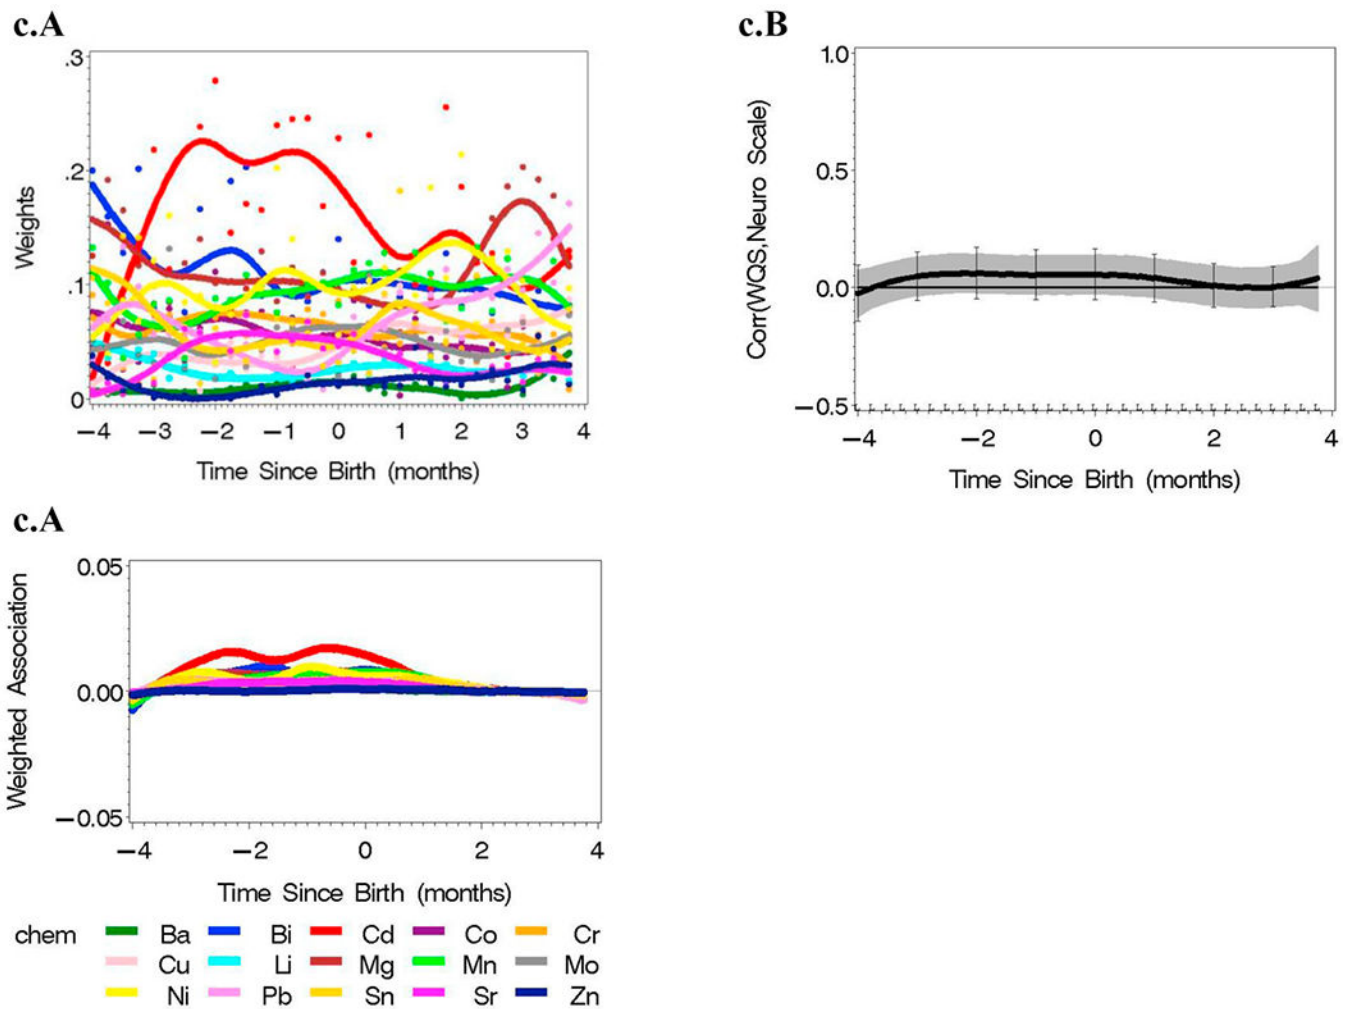 c.A
c.B
.3
.2
.1
0
Weights
−4 −3 −2 −1 0 1 2 3 4
Time Since Birth (months)
1.0
0.5
0.0
−0.5
Corr(WQS,Neuro Scale)
−4 −2 0 2 4
Time Since Birth (months)
c.A
0.05
0.00
−0.05
Weighted Association
−4 −2 0 2 4
Time Since Birth (months)
chem Ba Bi Cd Co Cr
Cu Li Mg Mn Mo
Ni Pb Sn Sr Zn